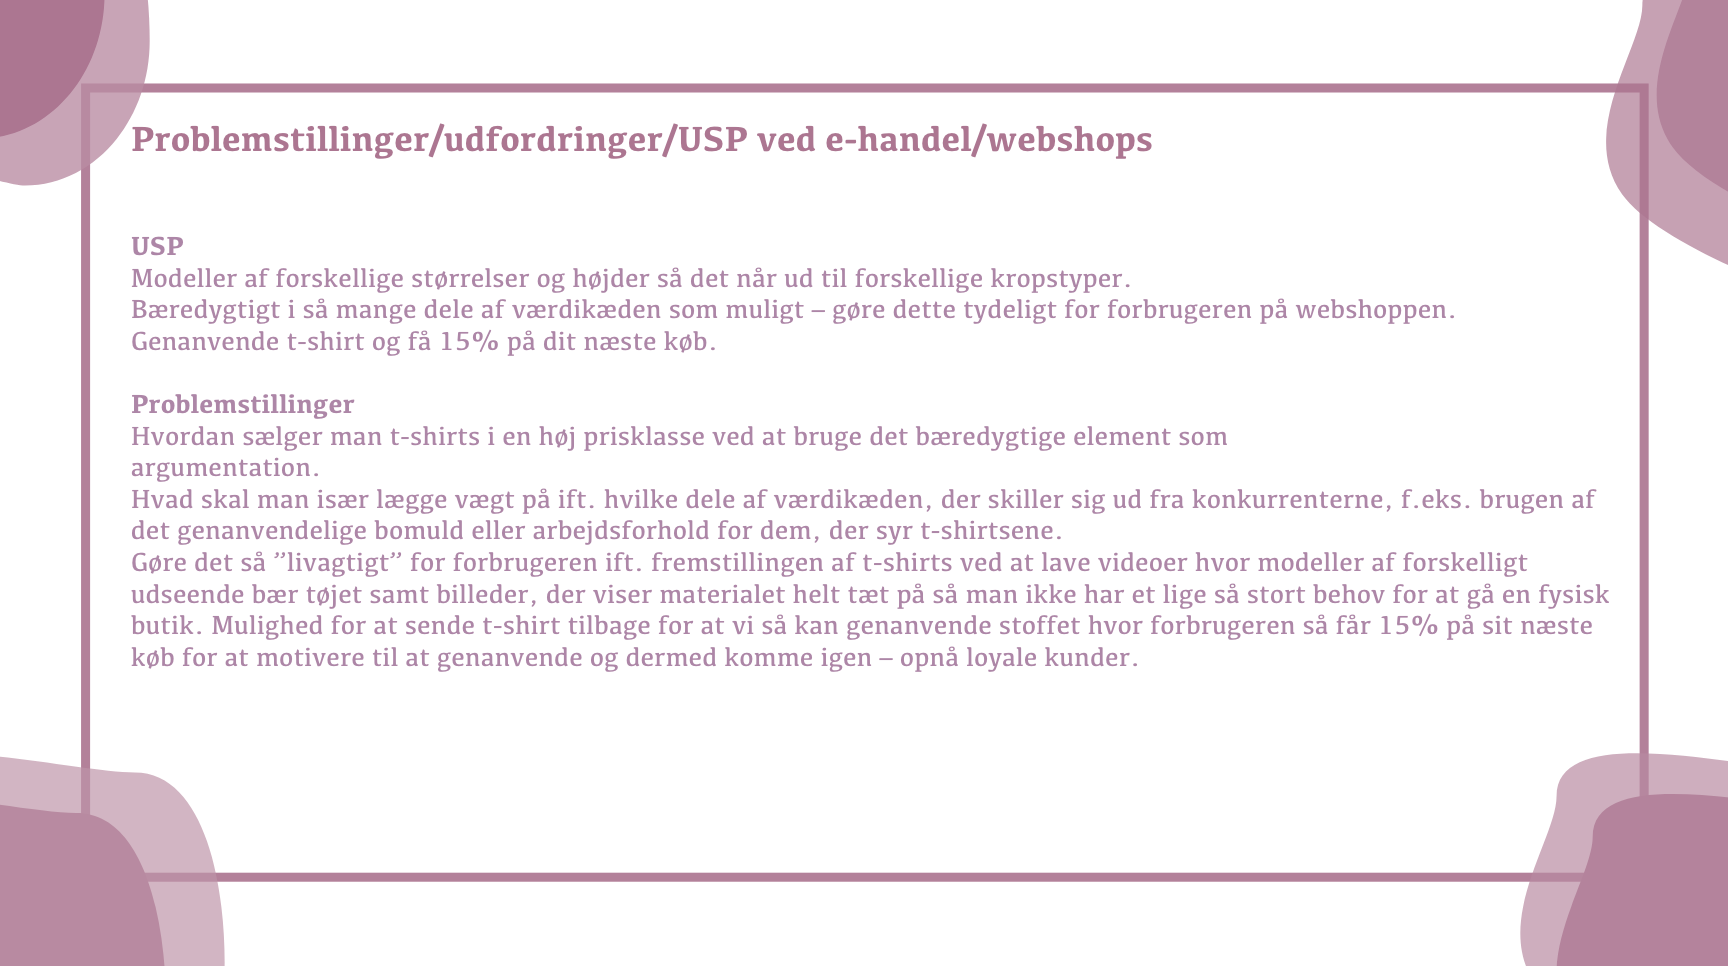 Problemstillinger/udfordringer/USP ved e-handel/webshops
USP
Modeller af forskellige størrelser og højder så det når ud til forskellige kropstyper.
Bæredygtigt i så mange dele af værdikæden som muligt – gøre dette tydeligt for forbrugeren på webshoppen.
Genanvende t-shirt og få 15% på dit næste køb.
Problemstillinger
Hvordan sælger man t-shirts i en høj prisklasse ved at bruge det bæredygtige element som
argumentation.
Hvad skal man især lægge vægt på ift. hvilke dele af værdikæden, der skiller sig ud fra konkurrenterne, f.eks. brugen af
det genanvendelige bomuld eller arbejdsforhold for dem, der syr t-shirtsene.
Gøre det så ”livagtigt” for forbrugeren ift. fremstillingen af t-shirts ved at lave videoer hvor modeller af forskelligt
udseende bær tøjet samt billeder, der viser materialet helt tæt på så man ikke har et lige så stort behov for at gå en fysisk
butik. Mulighed for at sende t-shirt tilbage for at vi så kan genanvende stoffet hvor forbrugeren så får 15% på sit næste
køb for at motivere til at genanvende og dermed komme igen – opnå loyale kunder.